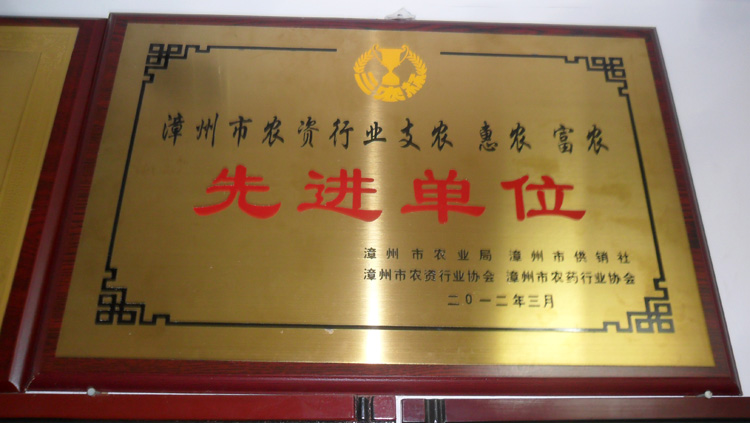 漳州市农资行业支农 惠农 富农
先进单位
漳州市农业局 漳州市供销社
漳州市农资行业协会 漳州市农药行业协会
二0一二年三月